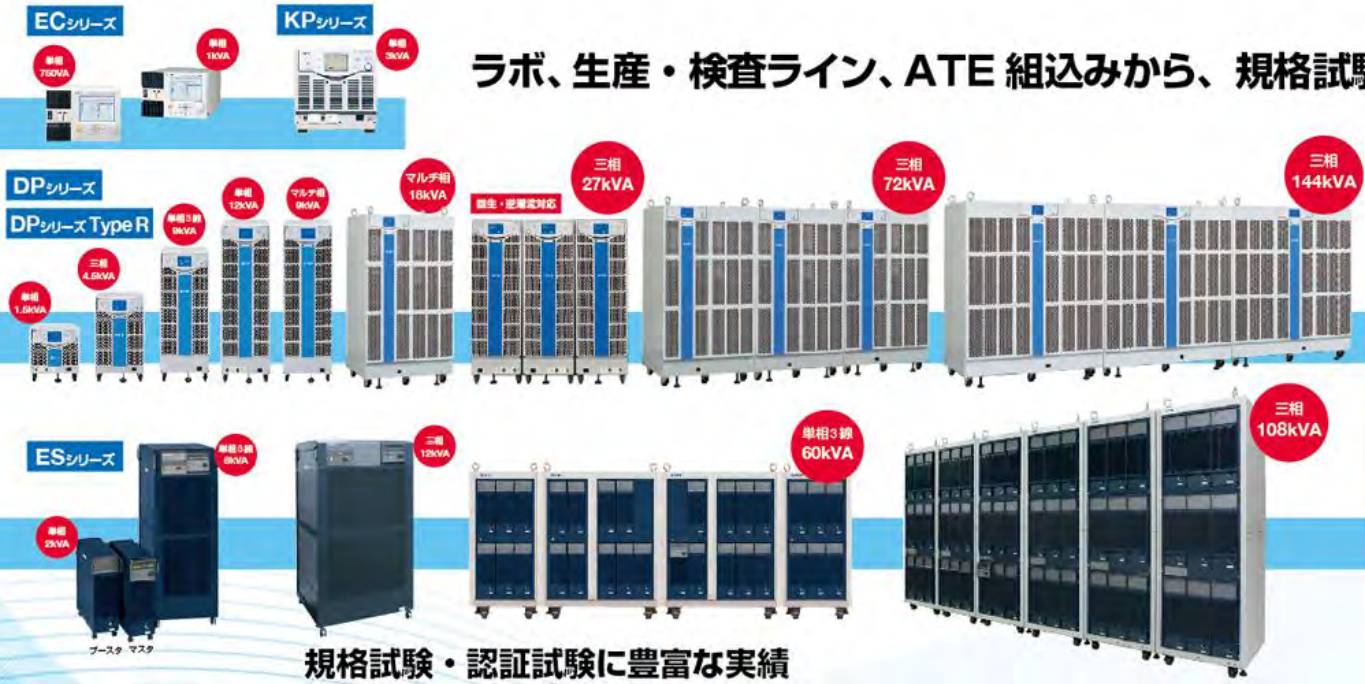 ECシリーズ
単相
750VA
単相
1kVA
KPシリーズ
単相
3kVA
ラボ、生産・検査ライン、ATE 組込みから、規格試験
DPシリーズ
DPシリーズ Type R
単相
1.5kVA
三相
4.5kVA
単相3線
9kVA
単相
12kVA
マルチ相
9kVA
マルチ相
18kVA
回生・逆潮流対応
三相
27kVA
三相
72kVA
三相
144kVA
ESシリーズ
単相
2kVA
ブースタ マスタ
単相3線
8kVA
三相
12kVA
単相3線
60kVA
三相
108kVA
規格試験・認証試験に豊富な実績